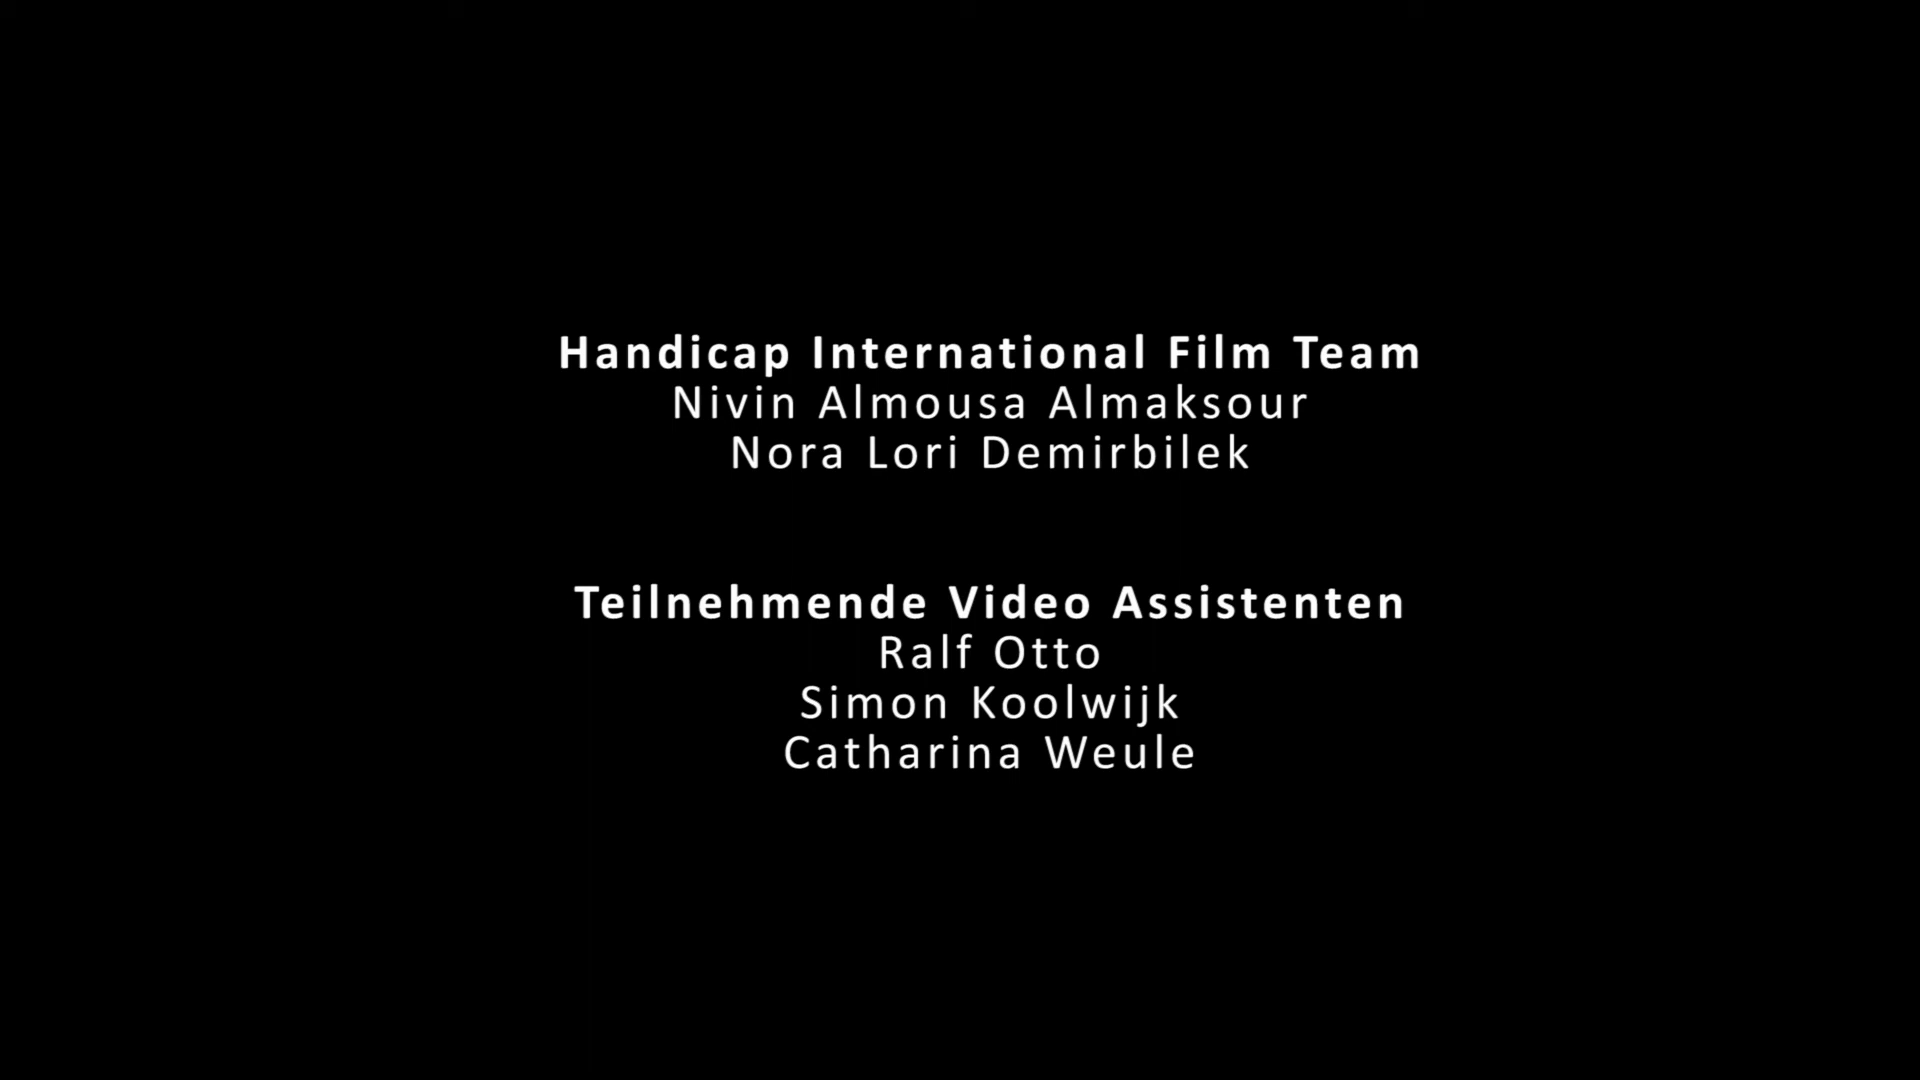 Handicap International Film Team
Nivin Almousa Almaksour
Nora Lori Demirbilek
Teilnehmende Video Assistenten
Ralf Otto
Simon Koolwijk
Catharina Weule